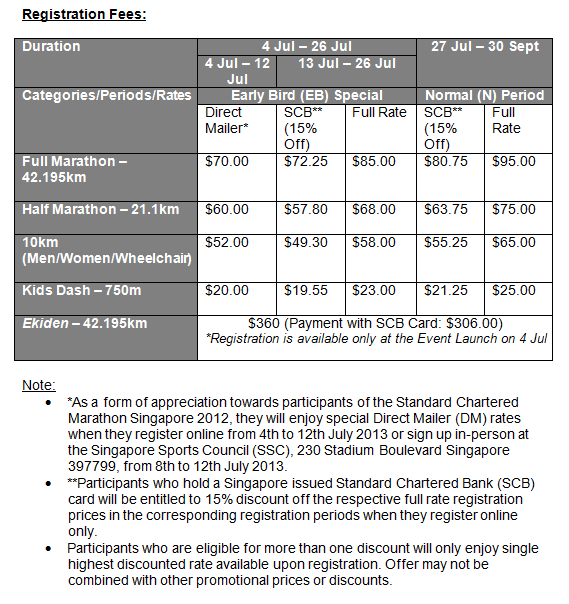 Registration Fees:
Duration 4 Jul – 26 Jul 27 Jul – 30 Sept
4 Jul – 12 Jul 13 Jul – 26 Jul
Categories/Periods/Rates Early Bird (EB) Special Normal (N) Period
Direct Mailer* SCB** (15% Off) Full Rate SCB** (15% Off) Full Rate
Full Marathon – 42.195km $70.00 $72.25 $85.00 $80.75 $95.00
Half Marathon – 21.1km $60.00 $57.80 $68.00 $63.75 $75.00
10km (Men/Women/Wheelchair) $52.00 $49.30 $58.00 $55.25 $65.00
Kids Dash – 750m $20.00 $19.55 $23.00 $21.25 $25.00
Ekiden – 42.195km $360 (Payment with SCB Card: $306.00)
*Registration is available only at the Event Launch on 4 Jul
Note:
• *As a form of appreciation towards participants of the Standard Chartered
Marathon Singapore 2012, they will enjoy special Direct Mailer (DM) rates
when they register online from 4th to 12th July 2013 or sign up in-person at
the Singapore Sports Council (SSC), 230 Stadium Boulevard Singapore
397799, from 8th to 12th July 2013.
• **Participants who hold a Singapore issued Standard Chartered Bank (SCB)
card will be entitled to 15% discount off the respective full rate registration
prices in the corresponding registration periods when they register online
only.
• Participants who are eligible for more than one discount will only enjoy single
highest discounted rate available upon registration. Offer may not be
combined with other promotional prices or discounts.